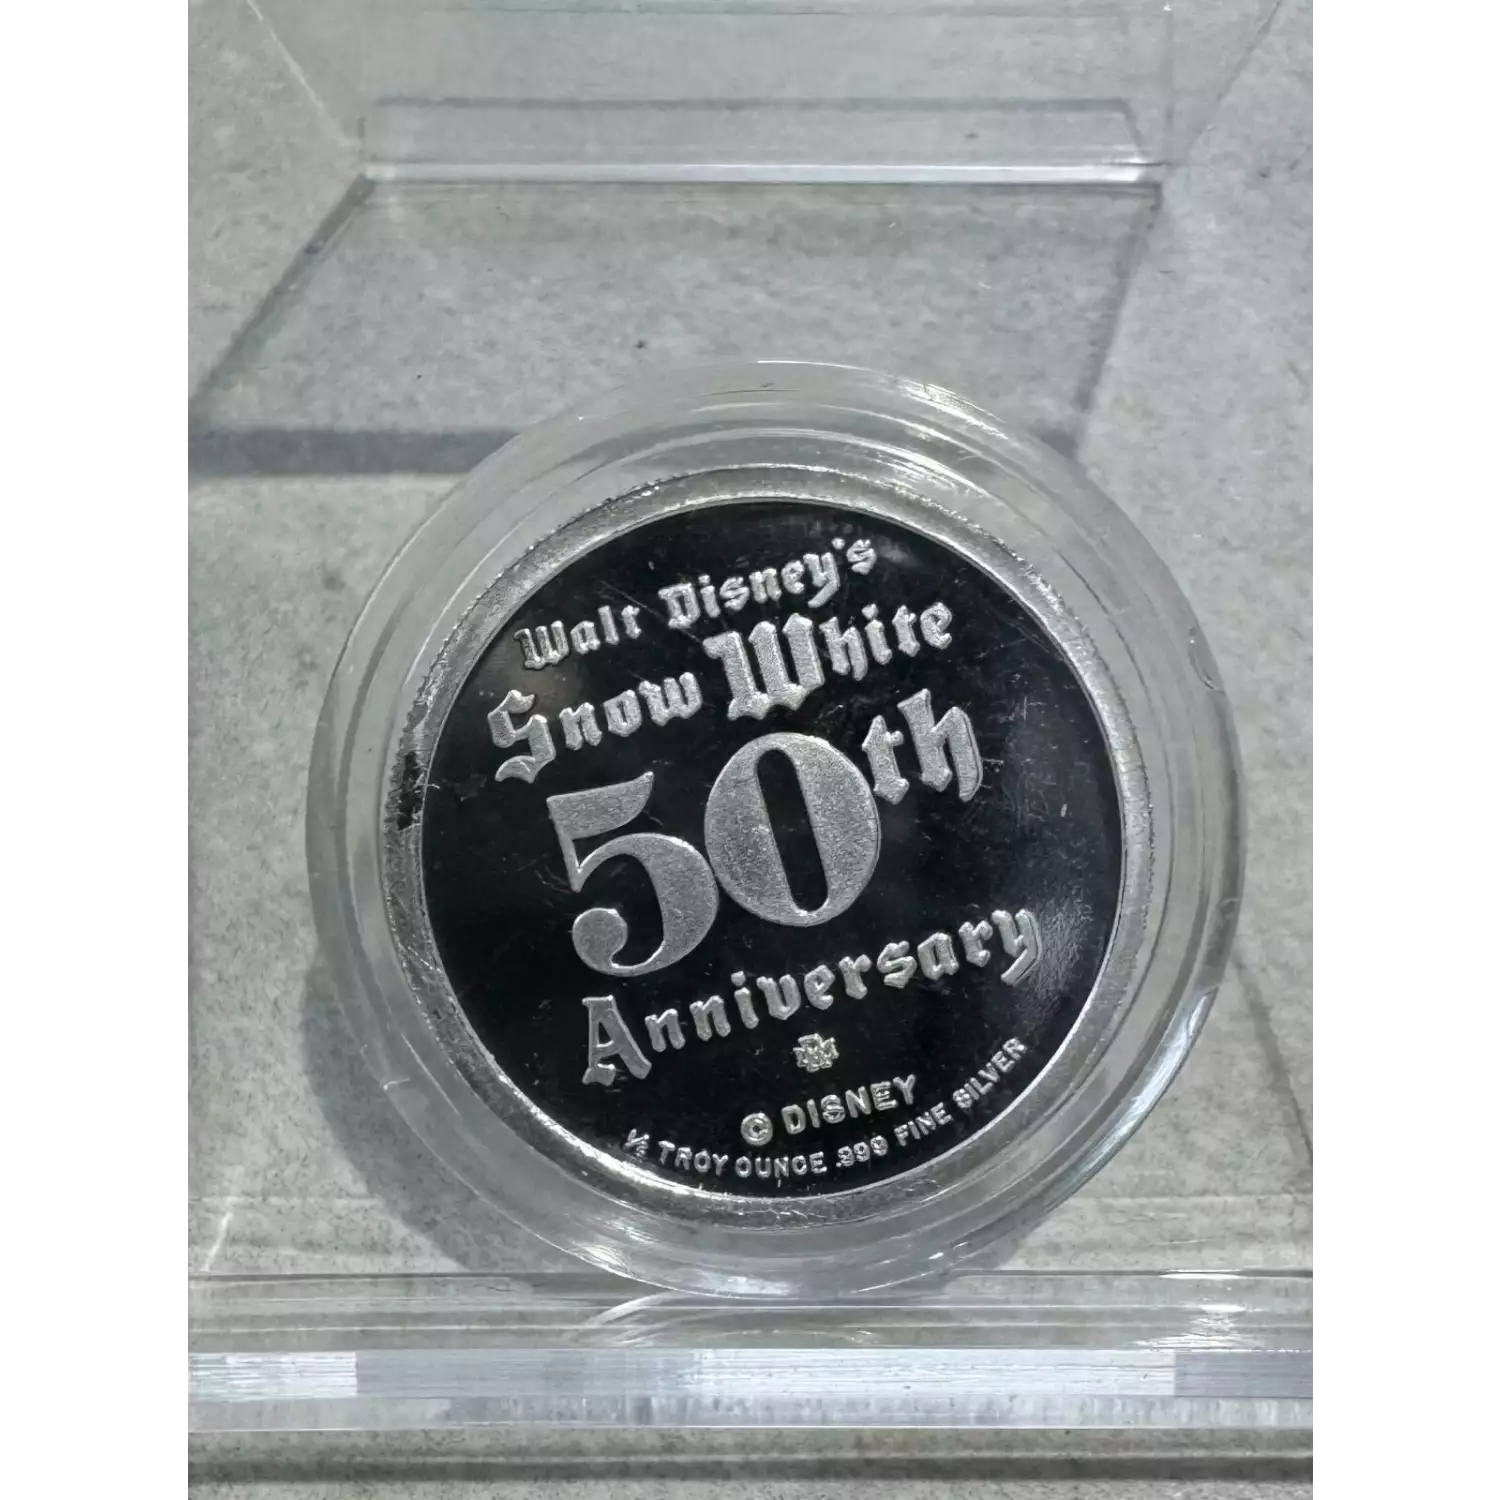 Walt Disney's
Snow White
50th
Anniversary
© DISNEY
½ TROY OUNCE .999 FINE SILVER